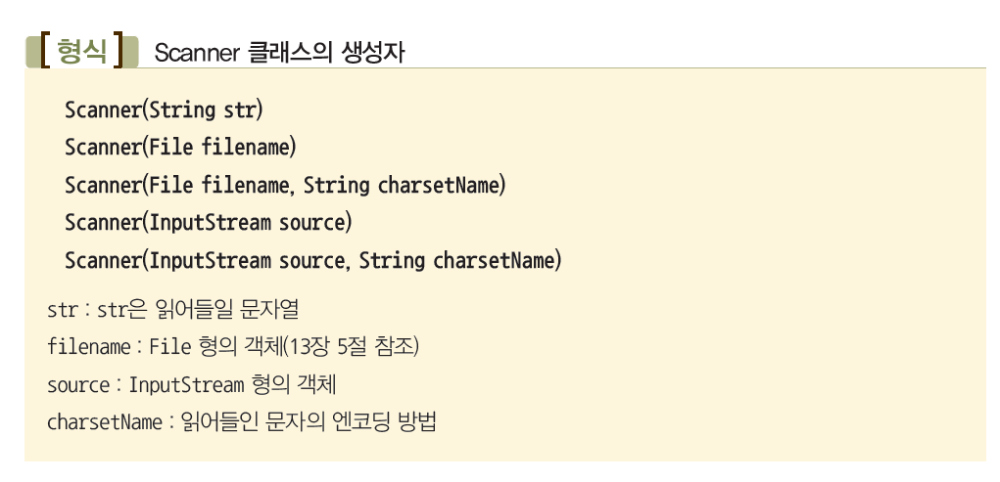 [형식] Scanner 클래스의 생성자
Scanner(String str)
Scanner(File filename)
Scanner(File filename, String charsetName)
Scanner(InputStream source)
Scanner(InputStream source, String charsetName)
str : str은 읽어들일 문자열
filename : File 형의 객체(13장 5절 참조)
source : InputStream 형의 객체
charsetName : 읽어들인 문자의 엔코딩 방법